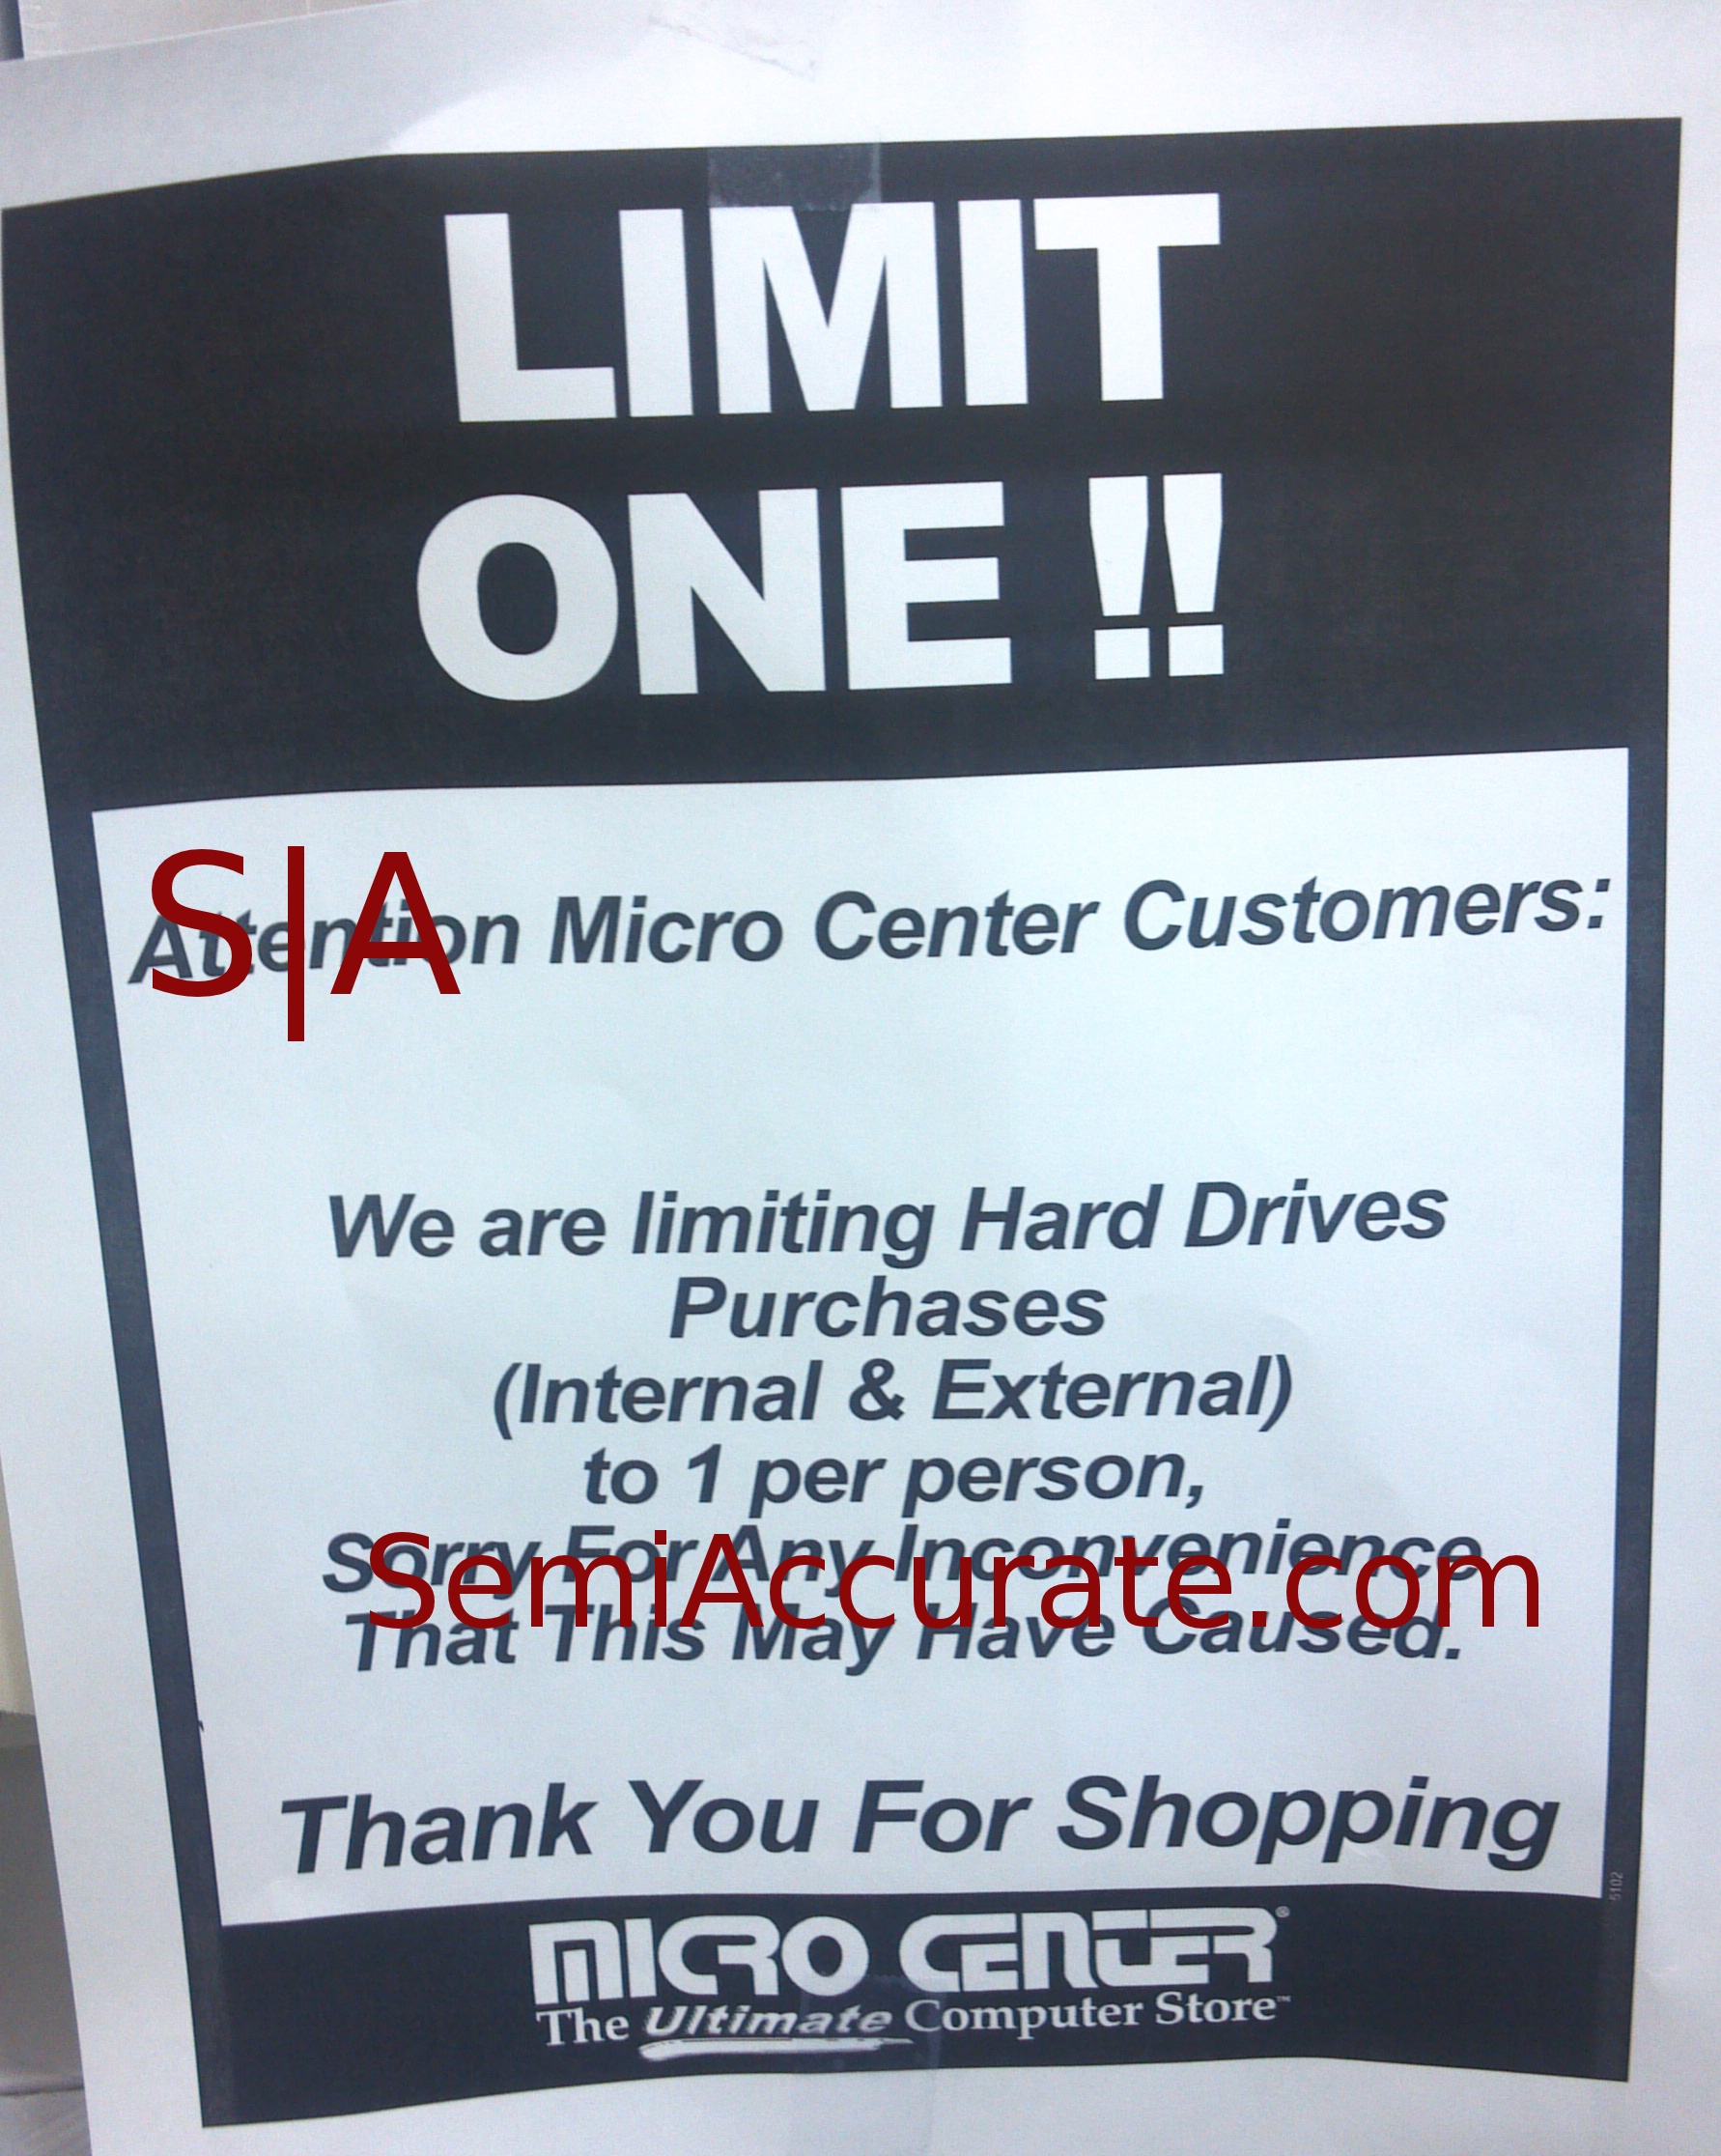 LIMIT
ONE !!
S|A
Attention Micro Center Customers:
We are limiting Hard Drives
Purchases
(Internal & External)
to 1 per person,
Sorry For Any Inconvenience
SemiAccurate.com
That This May Have Caused.
Thank You For Shopping
5102
MICRO CENTER®
The Ultimate Computer Store™